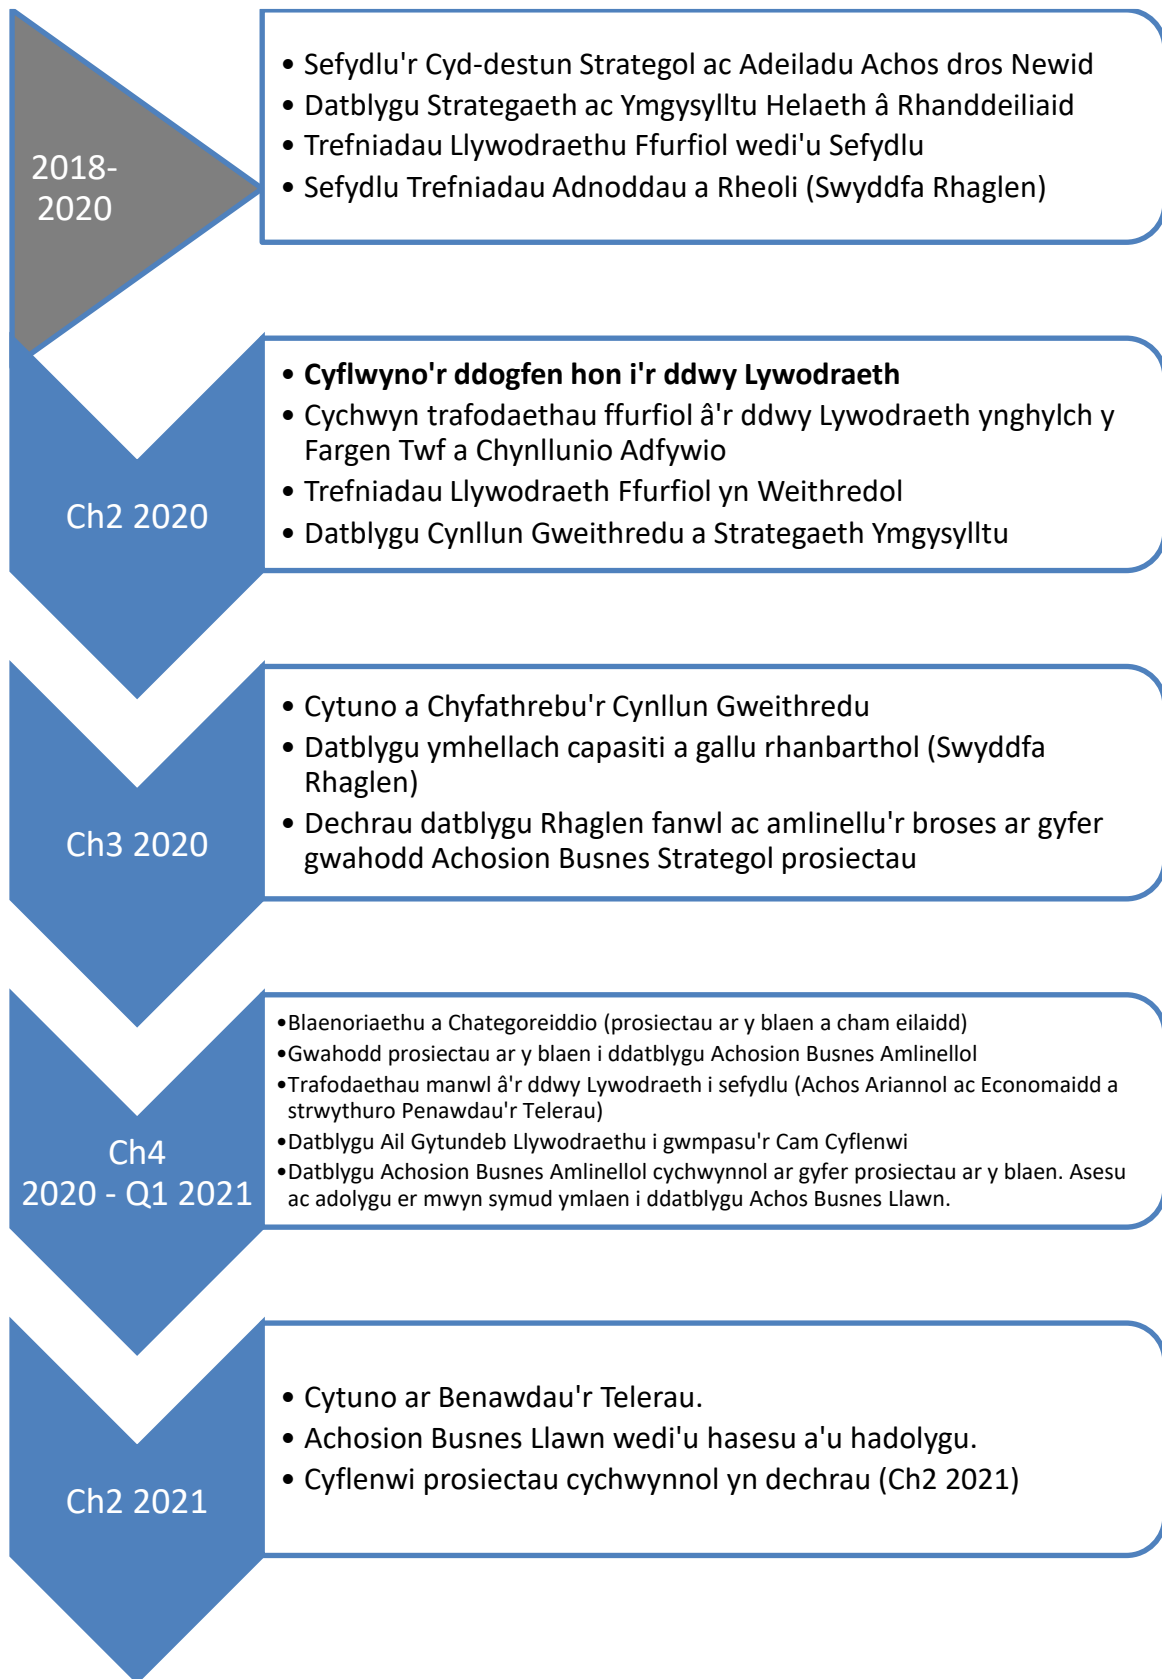 2018-
2020
• Sefydlu'r Cyd-destun Strategol ac Adeiladu Achos dros Newid
• Datblygu Strategaeth ac Ymgysylltu Helaeth â Rhanddeiliaid
• Trefniadau Llywodraethu Ffurfiol wedi'u Sefydlu
• Sefydlu Trefniadau Adnoddau a Rheoli (Swyddfa Rhaglen)
Ch2 2020
• Cyflwyno'r ddogfen hon i'r ddwy Lywodraeth
• Cychwyn trafodaethau ffurfiol â'r ddwy Lywodraeth ynghylch y
Fargen Twf a Chynllunio Adfywio
• Trefniadau Llywodraeth Ffurfiol yn Weithredol
• Datblygu Cynllun Gweithredu a Strategaeth Ymgysylltu
Ch3 2020
• Cytuno a Chyfathrebu'r Cynllun Gweithredu
• Datblygu ymhellach capasiti a gallu rhanbarthol (Swyddfa
Rhaglen)
• Dechrau datblygu Rhaglen fanwl ac amlinellu'r broses ar gyfer
gwahodd Achosion Busnes Strategol prosiectau
Ch4
2020 - Q1 2021
•Blaenoriaethu a Chategoreiddio (prosiectau ar y blaen a cham eilaidd)
•Gwahodd prosiectau ar y blaen i ddatblygu Achosion Busnes Amlinellol
•Trafodaethau manwl â'r ddwy Lywodraeth i sefydlu (Achos Ariannol ac Economaidd a
strwythuro Penawdau'r Telerau)
•Datblygu Ail Gytundeb Llywodraethu i gwmpasu'r Cam Cyflenwi
•Datblygu Achosion Busnes Amlinellol cychwynnol ar gyfer prosiectau ar y blaen. Asesu
ac adolygu er mwyn symud ymlaen i ddatblygu Achos Busnes Llawn.
Ch2 2021
• Cytuno ar Benawdau'r Telerau.
• Achosion Busnes Llawn wedi'u hasesu a'u hadolygu.
• Cyflenwi prosiectau cychwynnol yn dechrau (Ch2 2021)